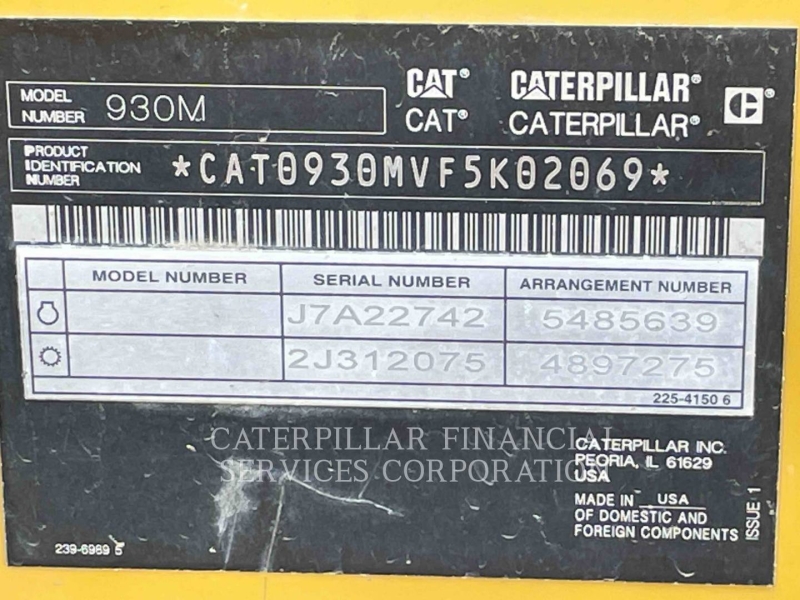 MODEL NUMBER 930M
CAT® CATERPILLAR®
CAT® CATERPILLAR®
PRODUCT IDENTIFICATION NUMBER *CAT0930MVF5K02069*
MODEL NUMBER SERIAL NUMBER ARRANGEMENT NUMBER
J7A22742 5485639
2J312075 4897275
225-4150 6
CATERPILLAR FINANCIAL
SERVICES CORPORATION
CATERPILLAR INC.
PEORIA, IL 61629
USA
MADE IN USA
OF DOMESTIC AND
FOREIGN COMPONENTS
ISSUE 1
239-6989 5